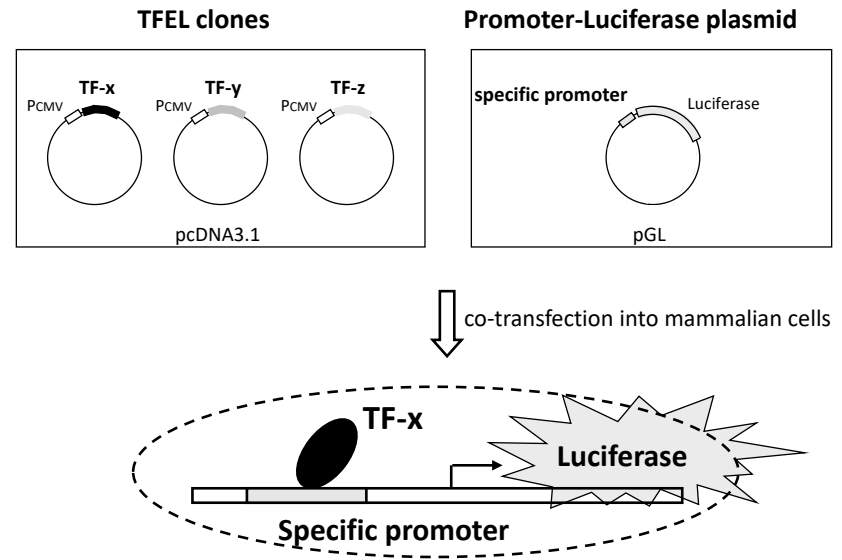 TFEL clones
Promoter-Luciferase plasmid
TF-x
TF-y
TF-z
PCMV
PCMV
PCMV
pcDNA3.1
specific promoter
Luciferase
pGL
co-transfection into mammalian cells
TF-x
Luciferase
Specific promoter